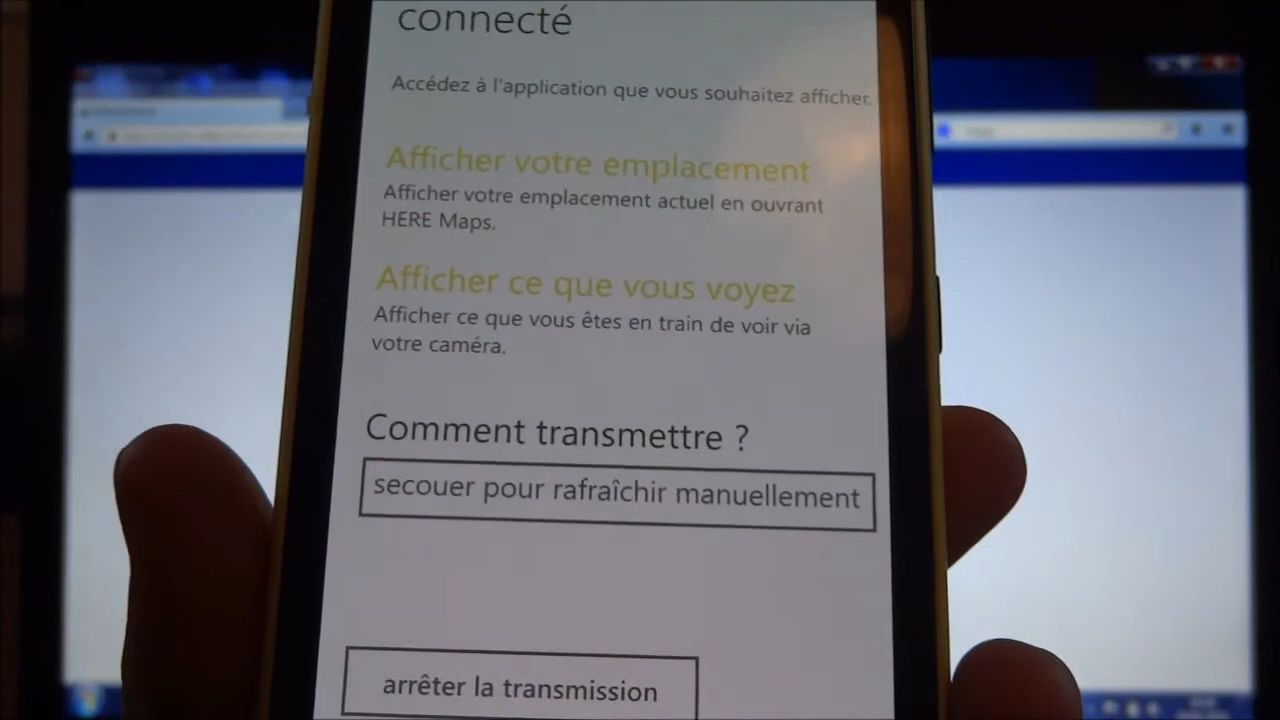 connecté
Accédez à l'application que vous souhaitez afficher.
Afficher votre emplacement
Afficher votre emplacement actuel en ouvrant
HERE Maps.
Afficher ce que vous voyez
Afficher ce que vous êtes en train de voir via
votre caméra.
Comment transmettre ?
secouer pour rafraîchir manuellement
arrêter la transmission